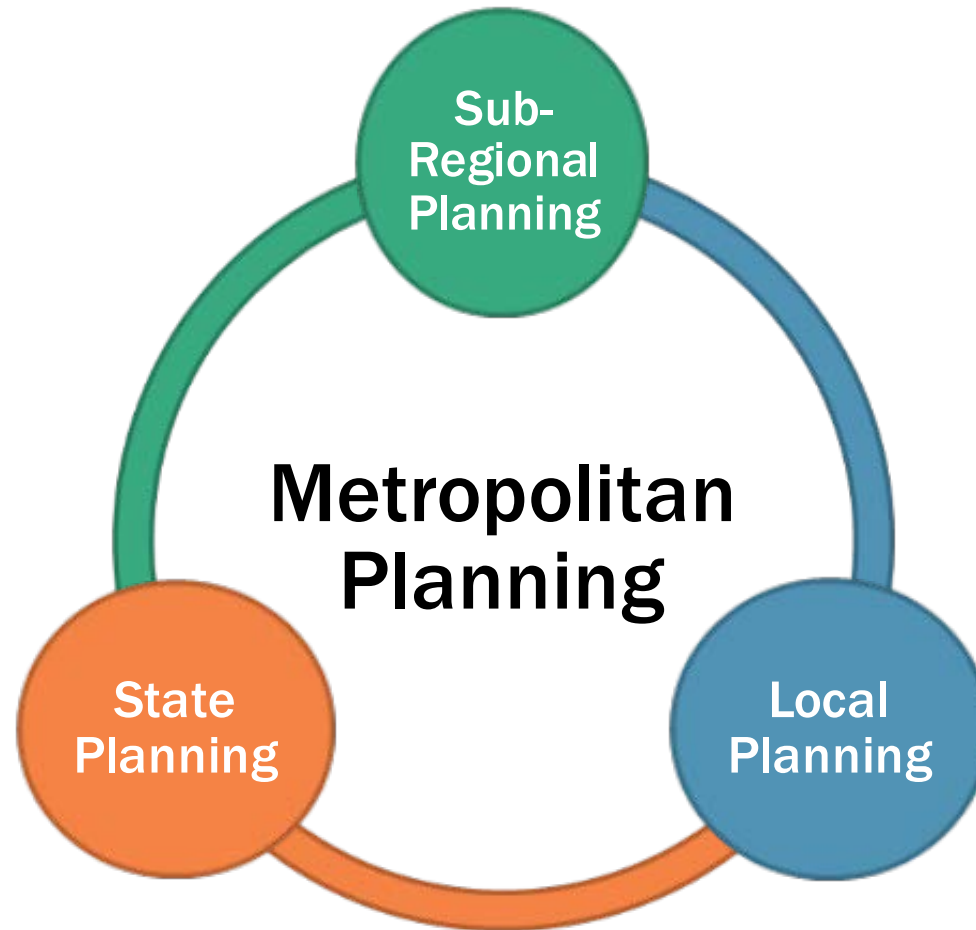 Sub-
Regional
Planning
Metropolitan
Planning
State
Planning
Local
Planning